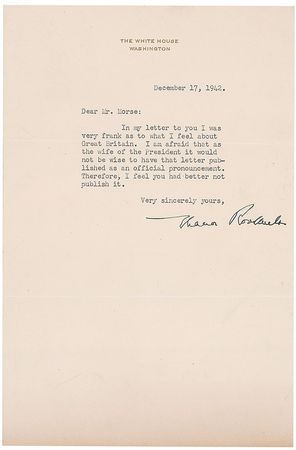 THE WHITE HOUSE
WASHINGTON
December 17, 1942.
Dear Mr. Morse:
In my letter to you I was
very frank as to what I feel about
Great Britain. I am afraid that as
the wife of the President it would
not be wise to have that letter pub-
lished as an official pronouncement.
Therefore, I feel you had better not
publish it.
Very sincerely yours,
Eleanor Roosevelt